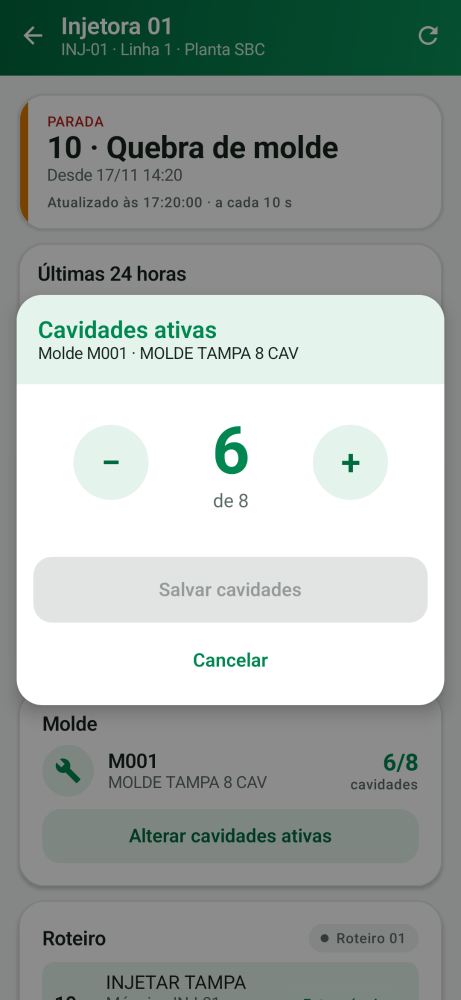 Injetora 01
INJ-01 · Linha 1 · Planta SBC
PARADA
10 · Quebra de molde
Desde 17/11 14:20
Atualizado às 17:20:00 · a cada 10 s
Últimas 24 horas
Cavidades ativas
Molde M001 · MOLDE TAMPA 8 CAV
−
6
+
de 8
Salvar cavidades
Cancelar
Molde
M001
6/8
MOLDE TAMPA 8 CAV
cavidades
Alterar cavidades ativas
Roteiro
Roteiro 01
INJETAR TAMPA